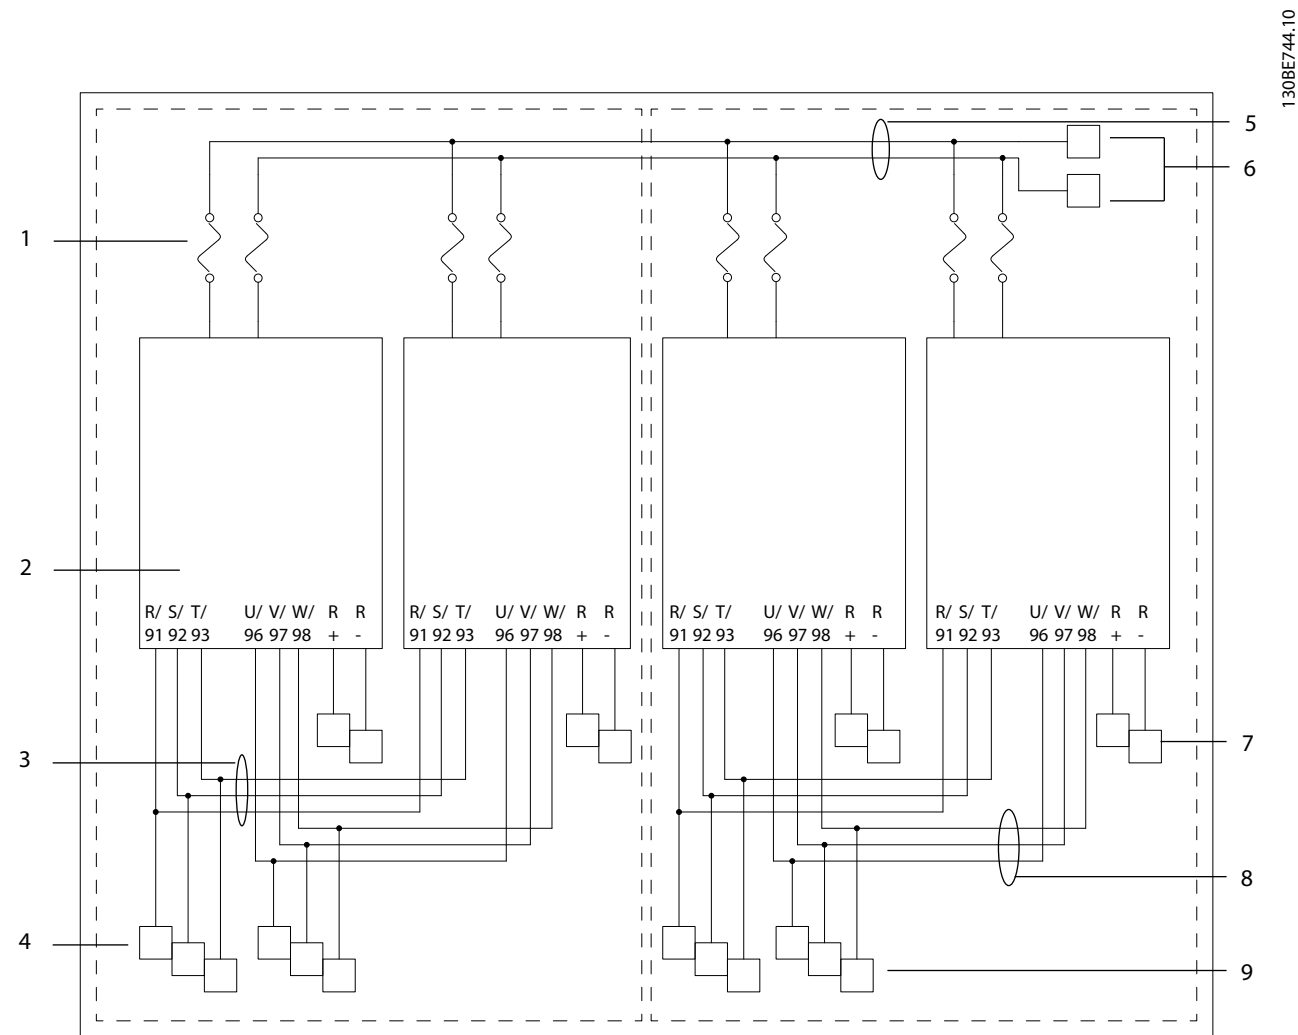 130BE744.10
5
6
1
2
R/ S/ T/ U/ V/ W/ R R
91 92 93 96 97 98 + -
R/ S/ T/ U/ V/ W/ R R
91 92 93 96 97 98 + -
R/ S/ T/ U/ V/ W/ R R
91 92 93 96 97 98 + -
R/ S/ T/ U/ V/ W/ R R
91 92 93 96 97 98 + -
3
7
8
4
9